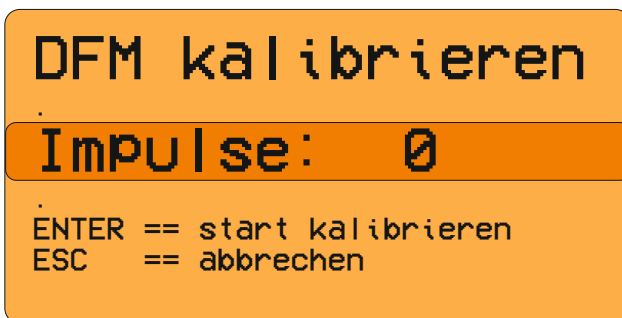 DFM kalibrieren
.
Impulse: 0
.
ENTER == start kalibrieren
ESC == abbrechen